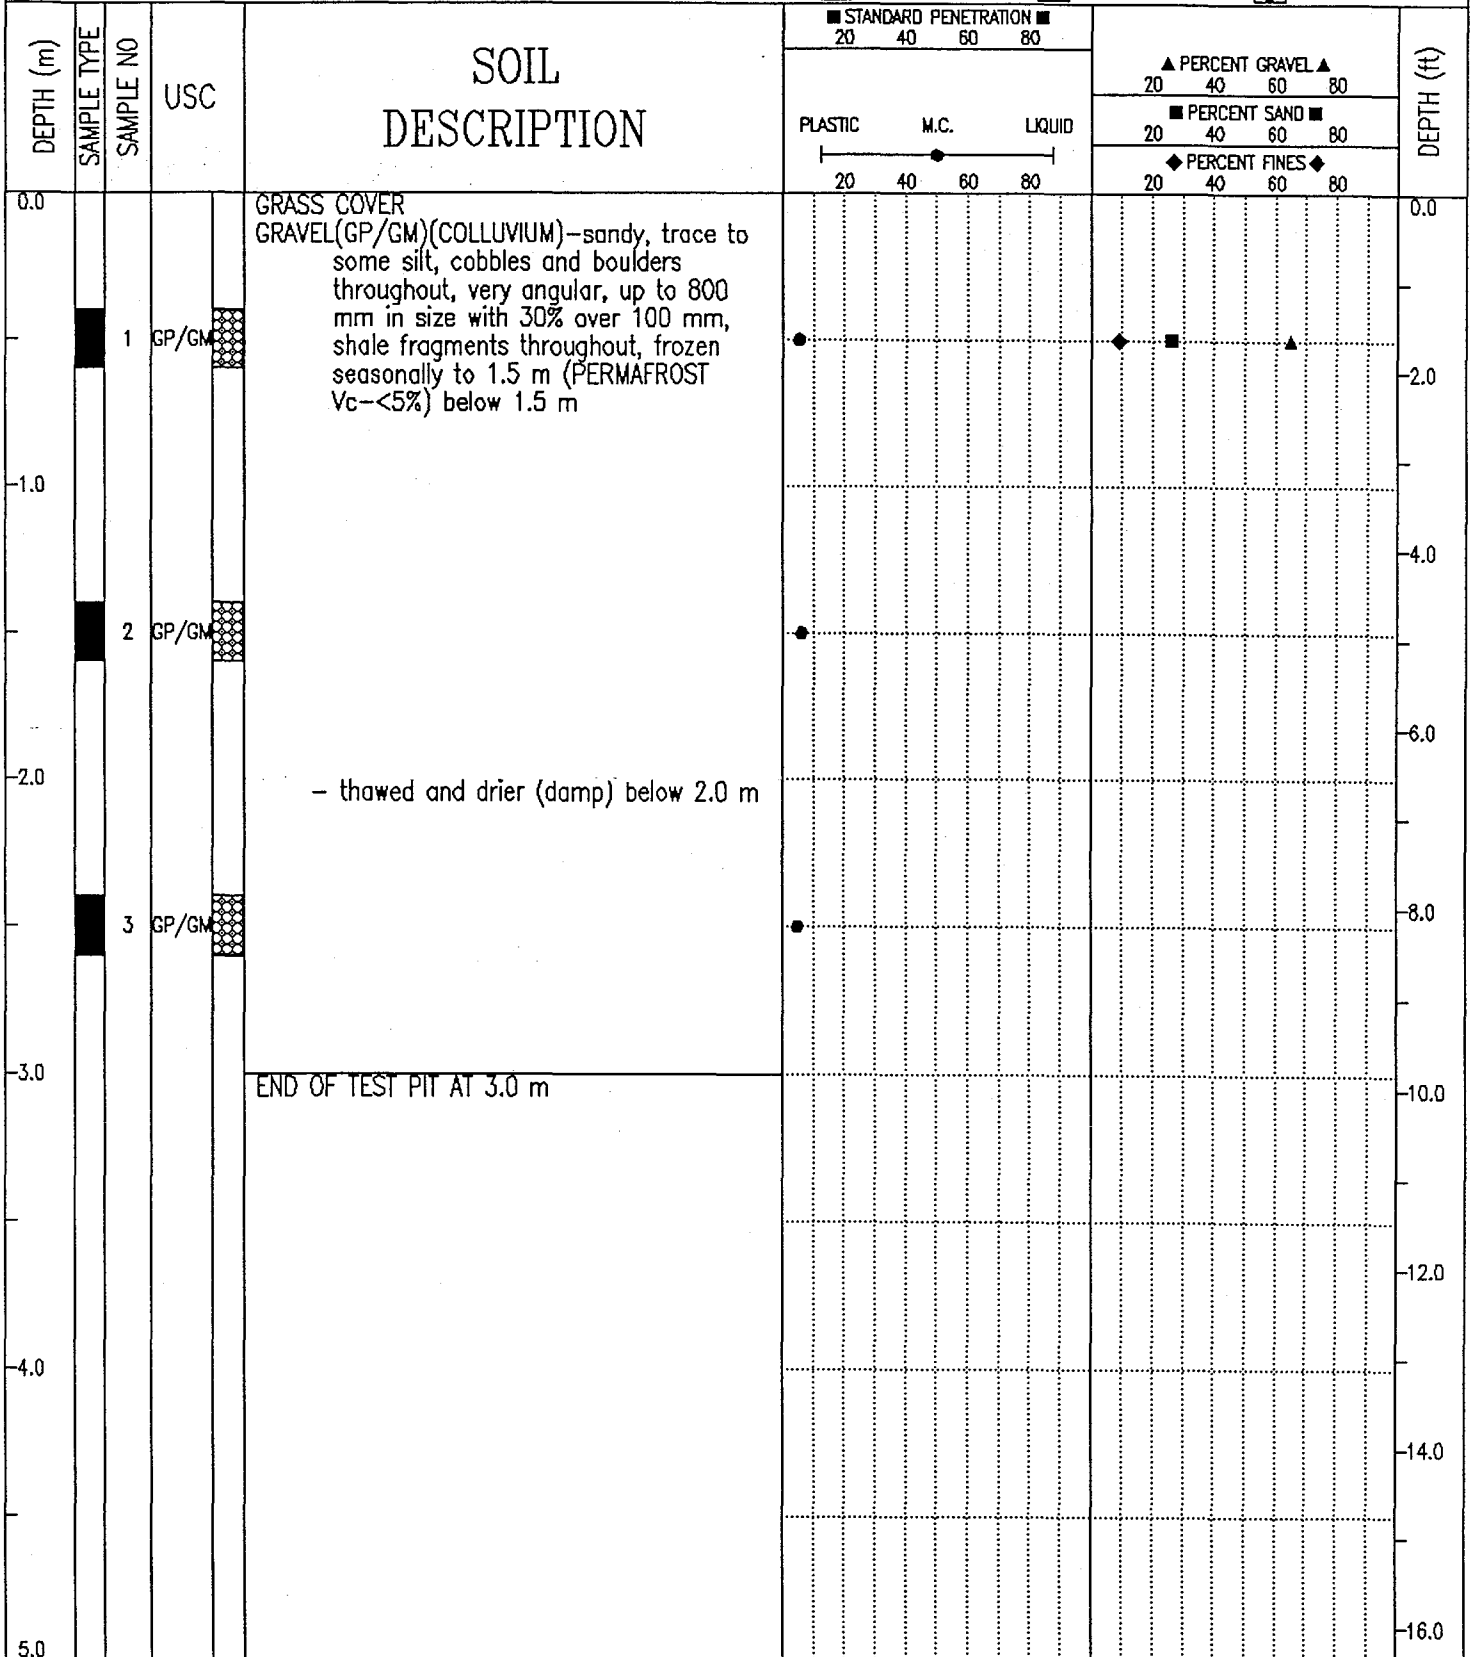 DEPTH (m)
SAMPLE TYPE
SAMPLE NO
USC
SOIL
DESCRIPTION
■ STANDARD PENETRATION ■
20 40 60 80
PLASTIC M.C. LIQUID
20 40 60 80
▲ PERCENT GRAVEL ▲
20 40 60 80
■ PERCENT SAND ■
20 40 60 80
◆ PERCENT FINES ◆
20 40 60 80
DEPTH (ft)
0.0
GRASS COVER
0.0
GRAVEL(GP/GM)(COLLUVIUM)-sandy, trace to
some silt, cobbles and boulders
throughout, very angular, up to 800
mm in size with 30% over 100 mm,
1 GP/GM
shale fragments throughout, frozen
seasonally to 1.5 m (PERMAFROST
-2.0
Vc-<5%) below 1.5 m
-1.0
-4.0
2 GP/GM
-6.0
-2.0
- thawed and drier (damp) below 2.0 m
-8.0
3 GP/GM
-3.0
END OF TEST PIT AT 3.0 m
-10.0
-12.0
-4.0
-14.0
-16.0
5.0